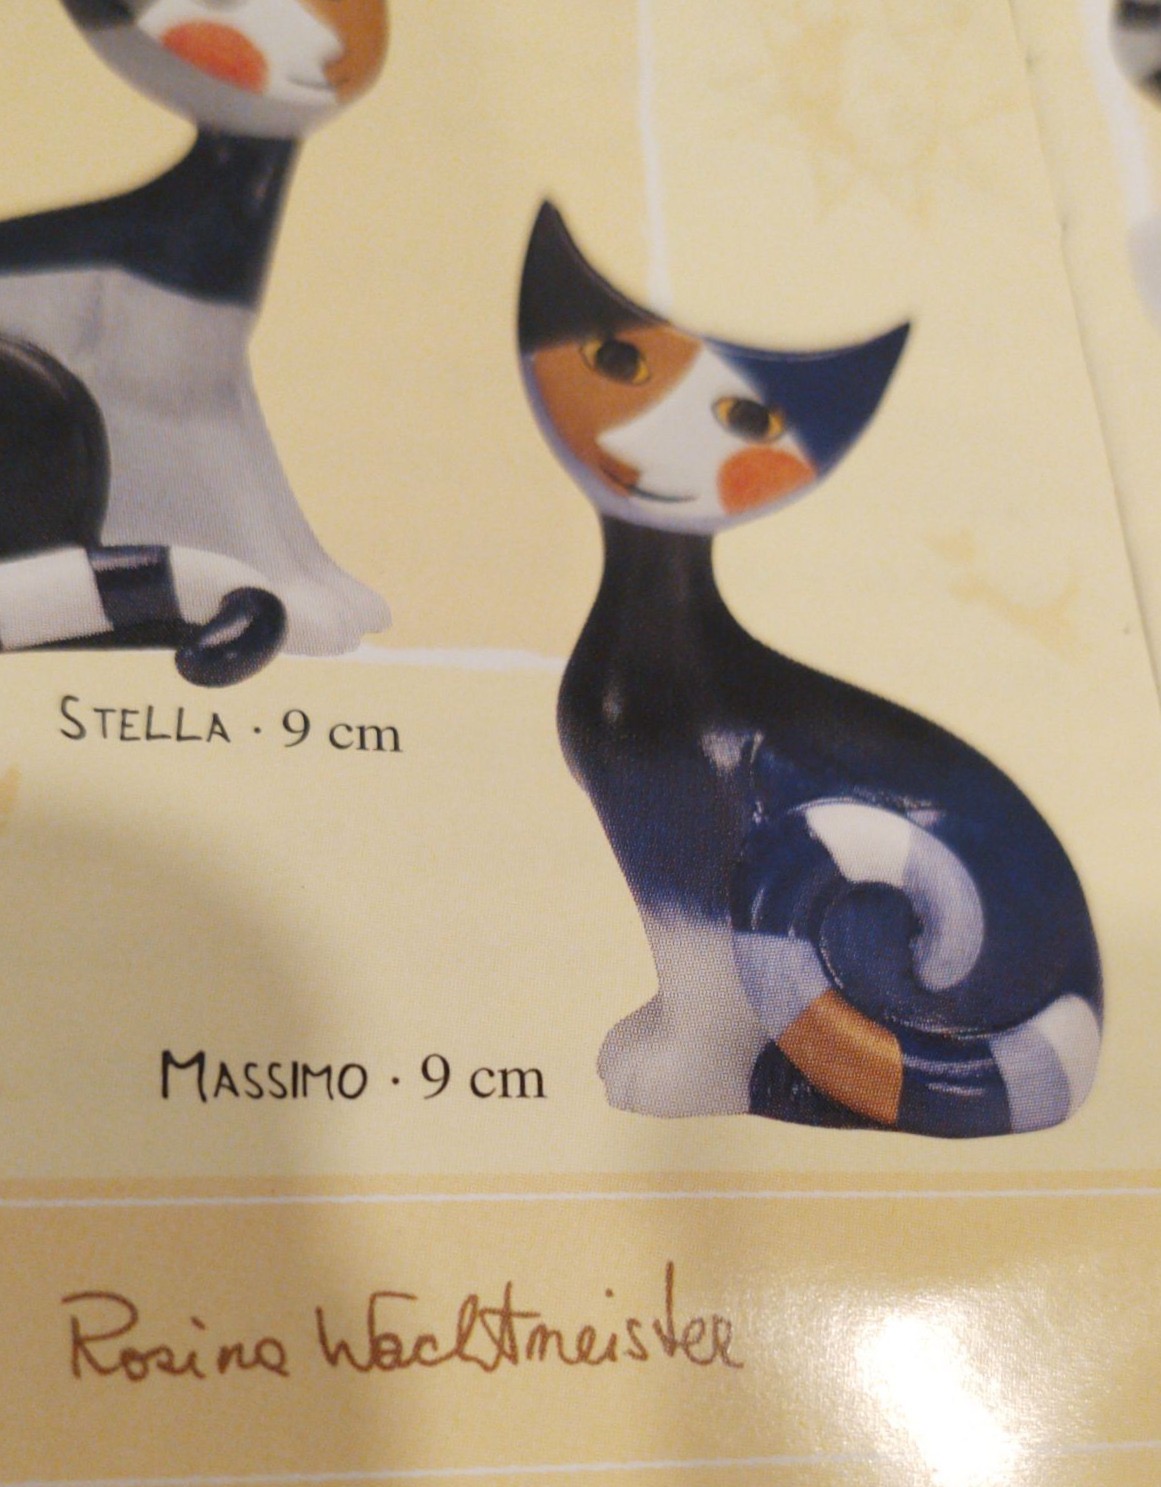 STELLA · 9 cm
MASSIMO · 9 cm
Rosina Wachtmeister